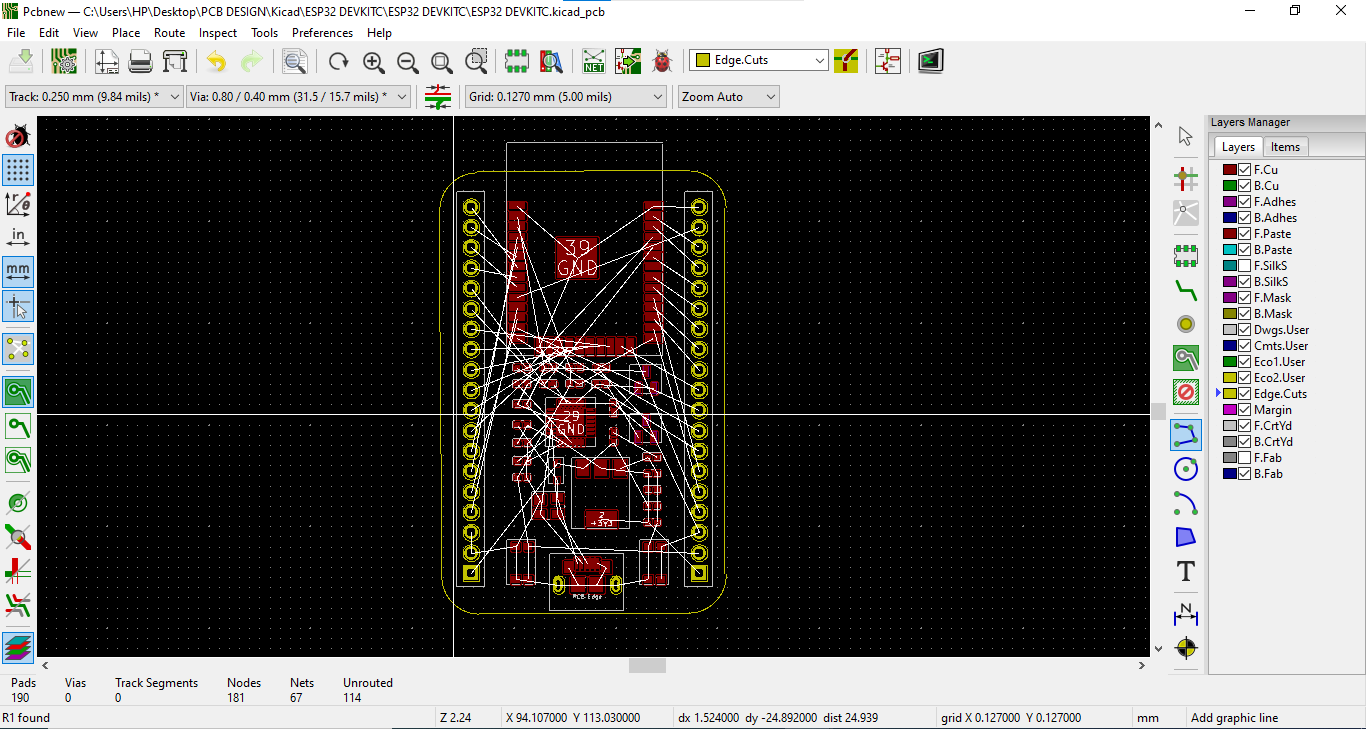 Pcbnew — C:\Users\HP\Desktop\PCB DESIGN\Kicad\ESP32 DEVKITC\ESP32 DEVKITC\ESP32 DEVKITC.kicad_pcb
File Edit View Place Route Inspect Tools Preferences Help
NET
Edge.Cuts
Track: 0.250 mm (9.84 mils) *
Via: 0.80 / 0.40 mm (31.5 / 15.7 mils) *
Grid: 0.1270 mm (5.00 mils)
Zoom Auto
r
θ
in
mm
39
GND
29
GND
2
+3V3
PCB Edge
T
N
Layers Manager
Layers Items
F.Cu
B.Cu
F.Adhes
B.Adhes
F.Paste
B.Paste
F.SilkS
B.SilkS
F.Mask
B.Mask
Dwgs.User
Cmts.User
Eco1.User
Eco2.User
Edge.Cuts
Margin
F.CrtYd
B.CrtYd
F.Fab
B.Fab
Pads Vias Track Segments Nodes Nets Unrouted
190 0 0 181 67 114
R1 found Z 2.24 X 94.107000 Y 113.030000 dx 1.524000 dy -24.892000 dist 24.939 grid X 0.127000 Y 0.127000 mm Add graphic line